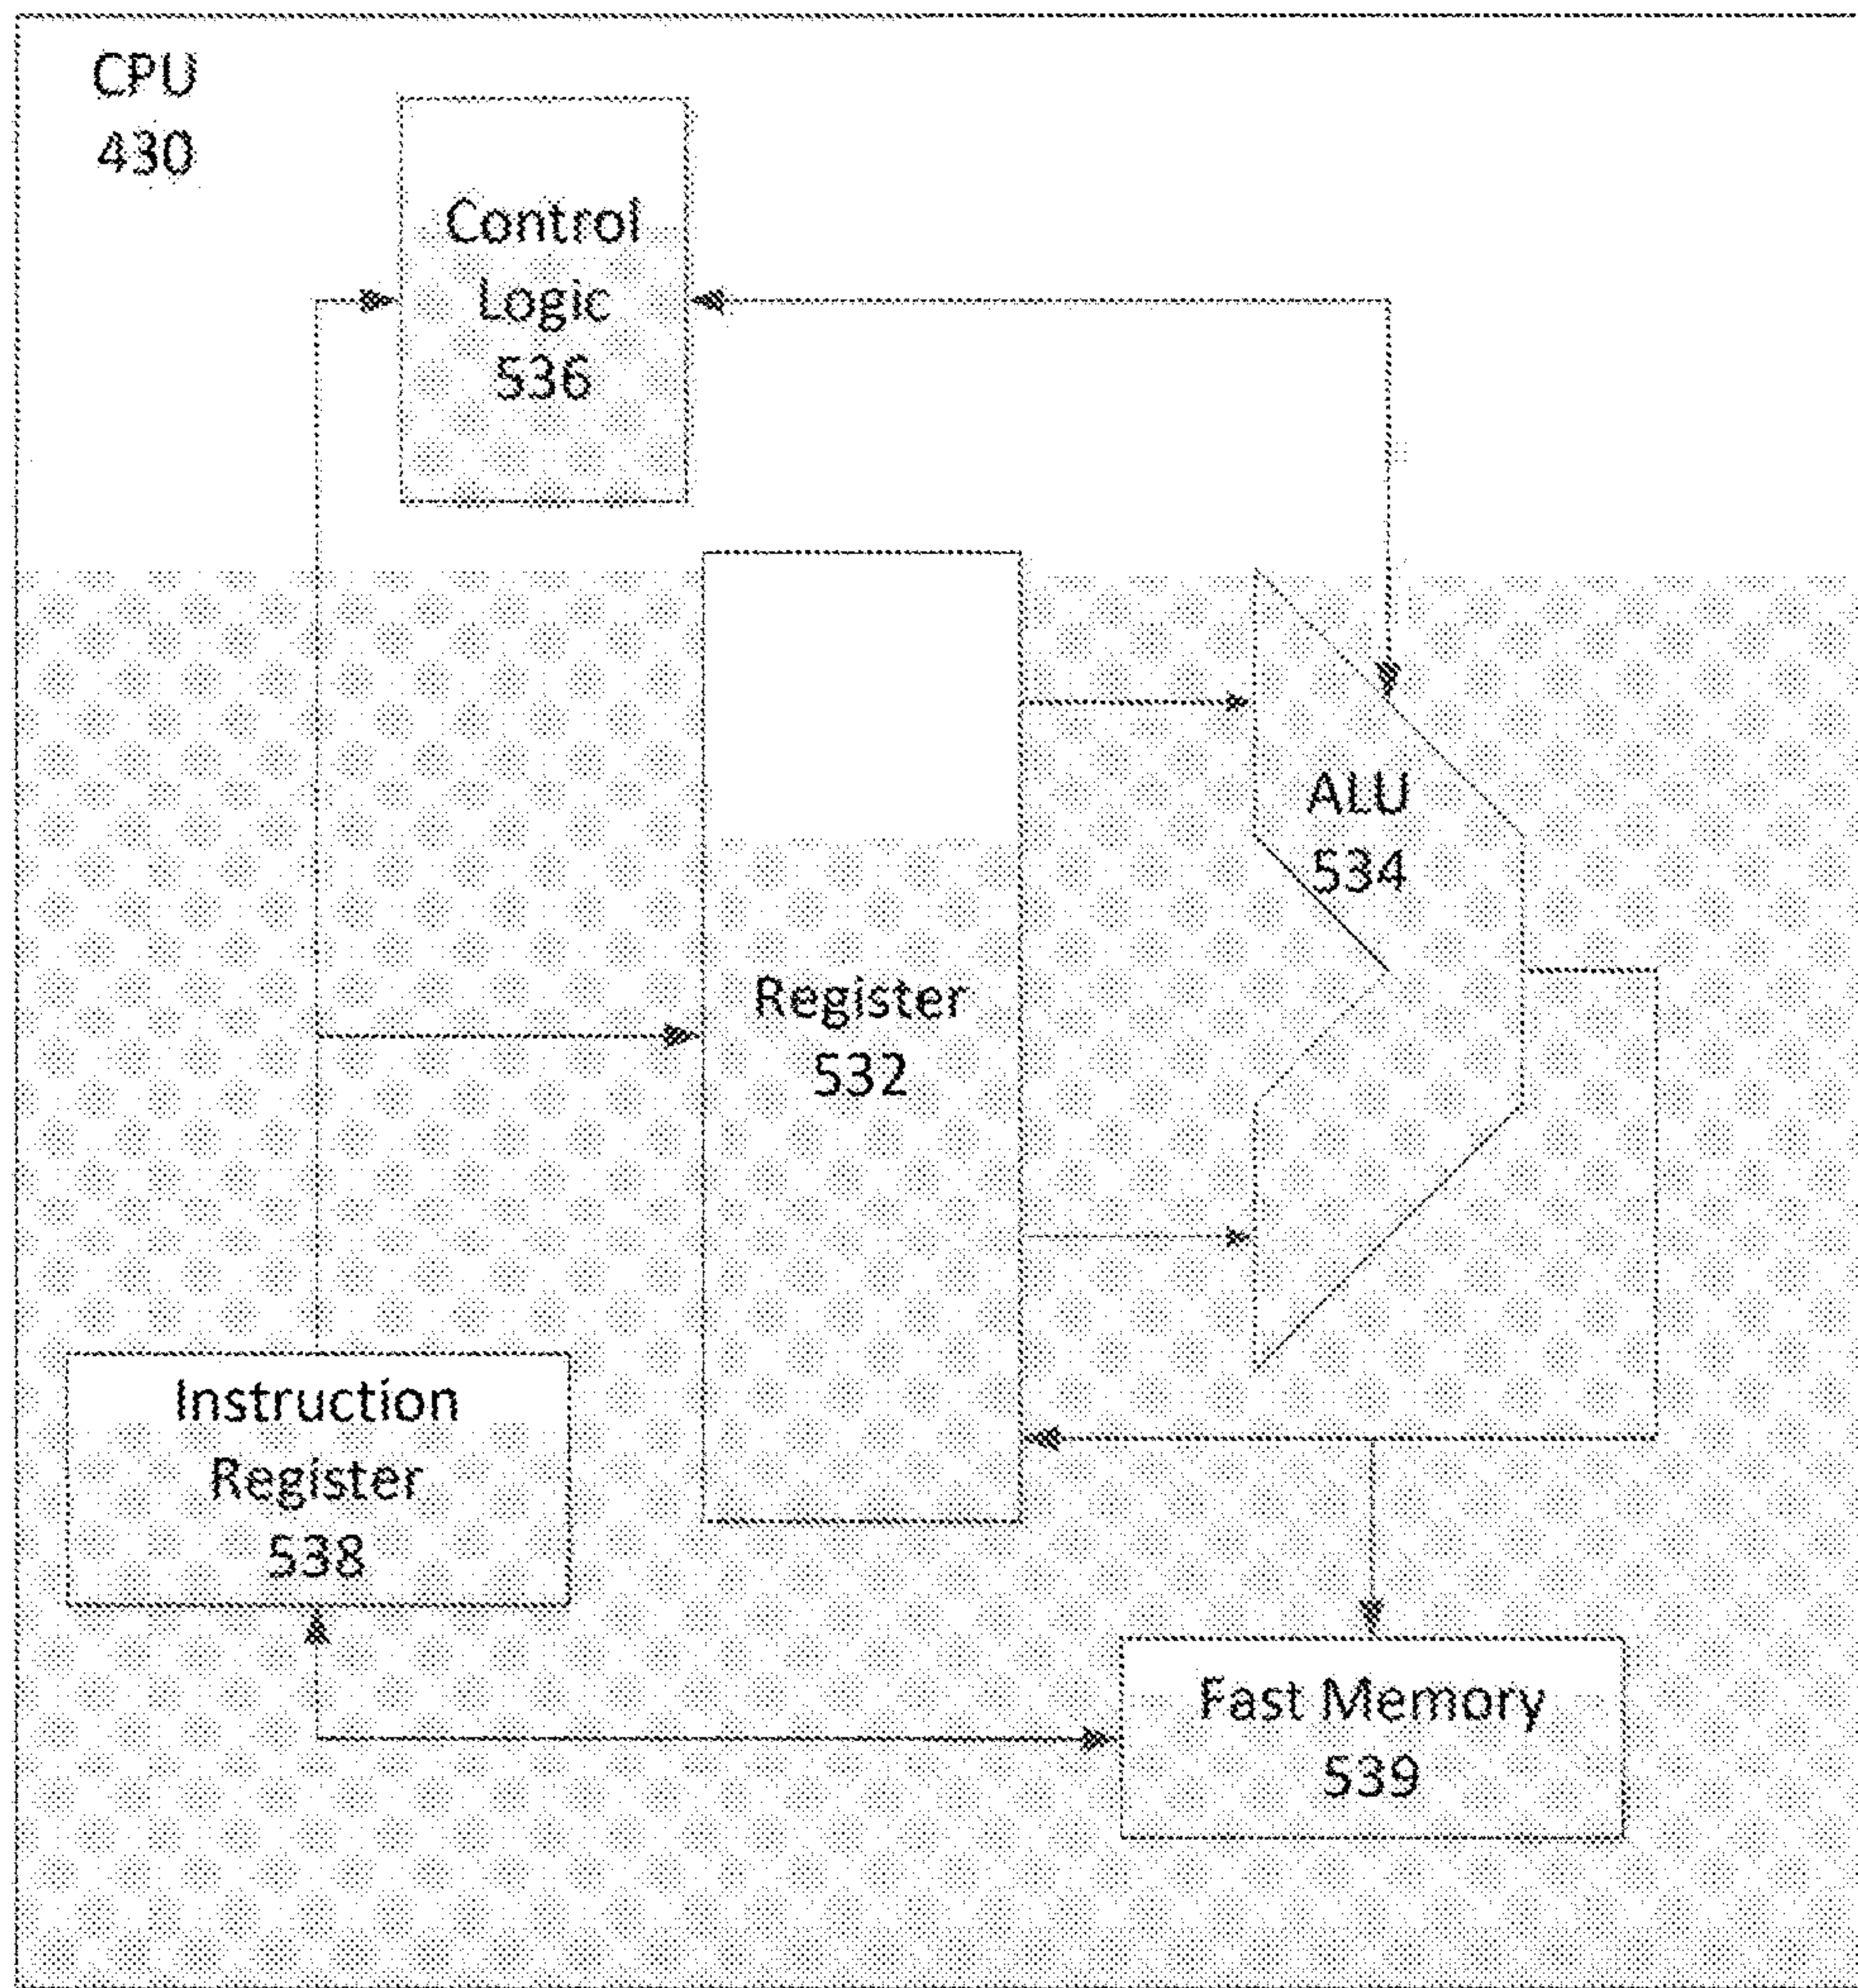 CPU
430
Control
Logic
536
ALU
534
Register
532
Instruction
Register
538
Fast Memory
539